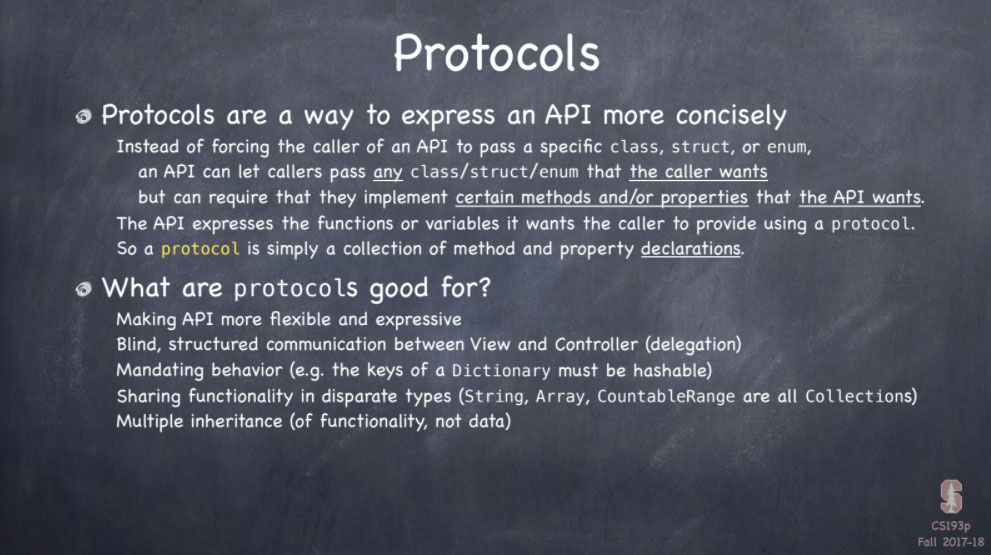 Protocols
Protocols are a way to express an API more concisely
Instead of forcing the caller of an API to pass a specific class, struct, or enum,
an API can let callers pass any class/struct/enum that the caller wants
but can require that they implement certain methods and/or properties that the API wants.
The API expresses the functions or variables it wants the caller to provide using a protocol.
So a protocol is simply a collection of method and property declarations.
What are protocols good for?
Making API more flexible and expressive
Blind, structured communication between View and Controller (delegation)
Mandating behavior (e.g. the keys of a Dictionary must be hashable)
Sharing functionality in disparate types (String, Array, CountableRange are all Collections)
Multiple inheritance (of functionality, not data)
S
CS193p
Fall 2017-18